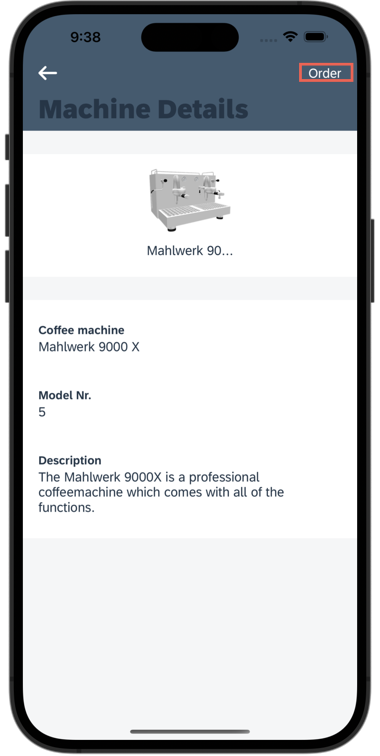 9:38
Order
Machine Details
Mahlwerk 90...
Coffee machine
Mahlwerk 9000 X
Model Nr.
5
Description
The Mahlwerk 9000X is a professional
coffeemachine which comes with all of the
functions.